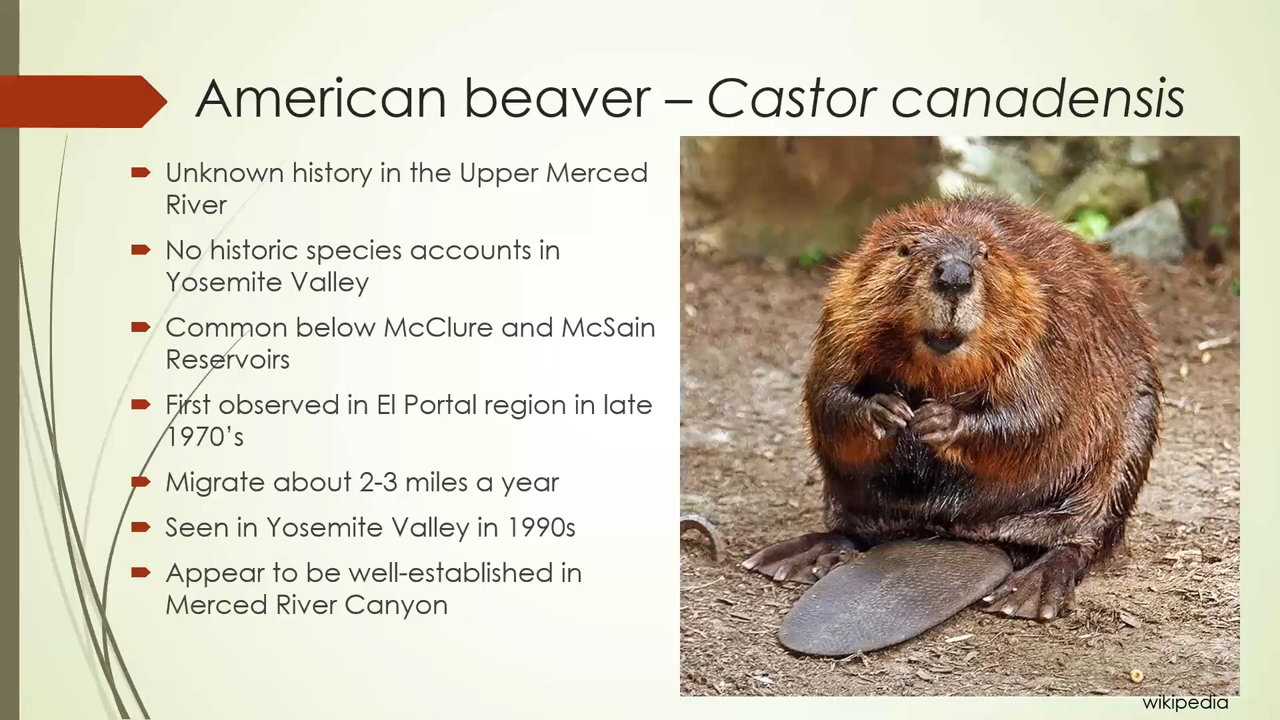 American beaver – Castor canadensis
Unknown history in the Upper Merced
River
No historic species accounts in
Yosemite Valley
Common below McClure and McSain
Reservoirs
First observed in El Portal region in late
1970’s
Migrate about 2-3 miles a year
Seen in Yosemite Valley in 1990s
Appear to be well-established in
Merced River Canyon
wikipedia